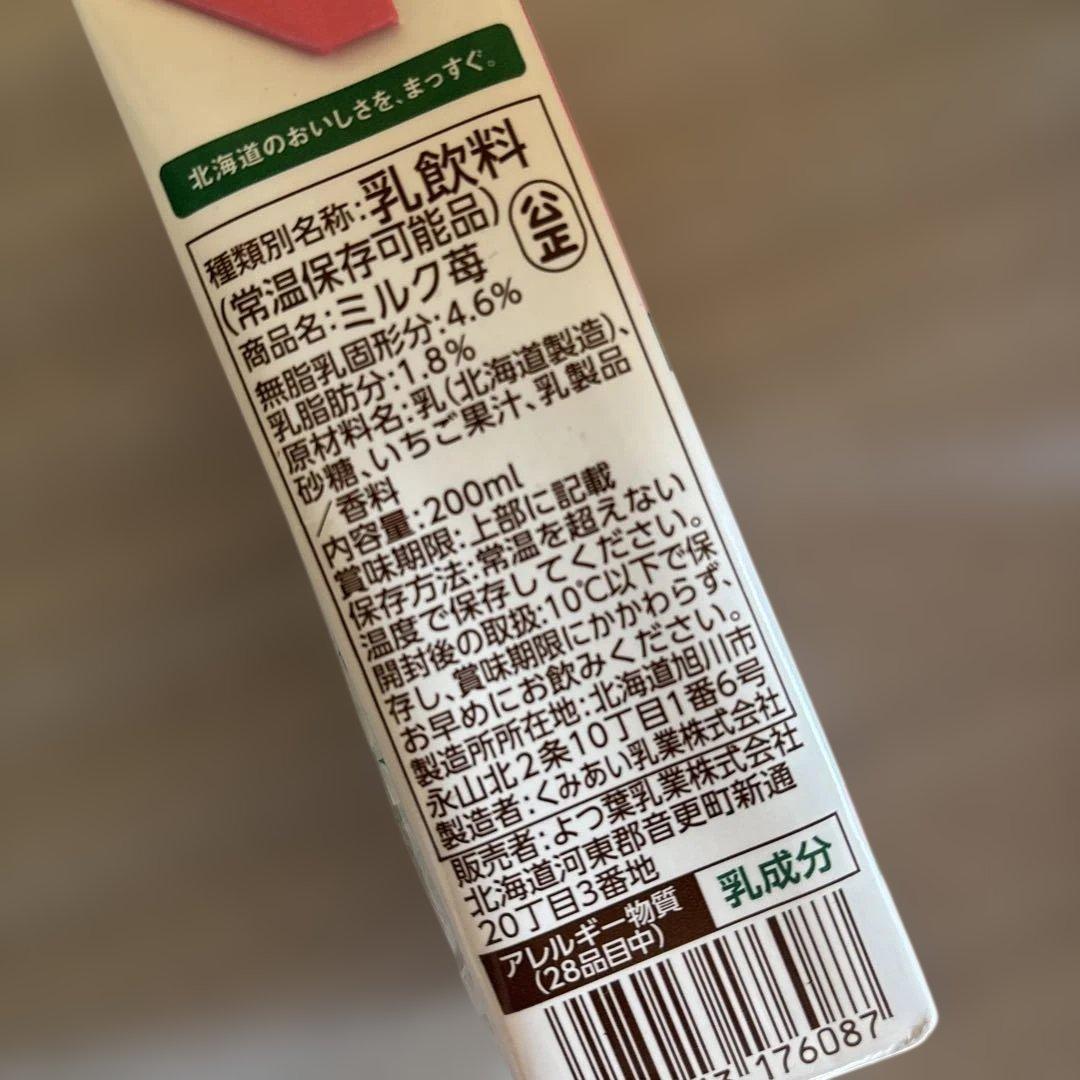 北海道のおいしさを、まっすぐ。
種類別名称:乳飲料
(常温保存可能品)
公正
商品名:ミルク苺
無脂乳固形分:4.6%
乳脂肪分:1.8%
原材料名:乳(北海道製造)、
砂糖、いちご果汁、乳製品
/香料
内容量:200ml
賞味期限:上部に記載
保存方法:常温を超えない
温度で保存してください。
開封後の取扱:10℃以下で保
存し、賞味期限にかかわらず、
お早めにお飲みください。
製造所所在地:北海道旭川市
永山北2条10丁目1番6号
製造者:くみあい乳業株式会社
販売者:よつ葉乳業株式会社
北海道河東郡音更町新通
20丁目3番地
アレルギー物質
(28品目中)
乳成分
176087